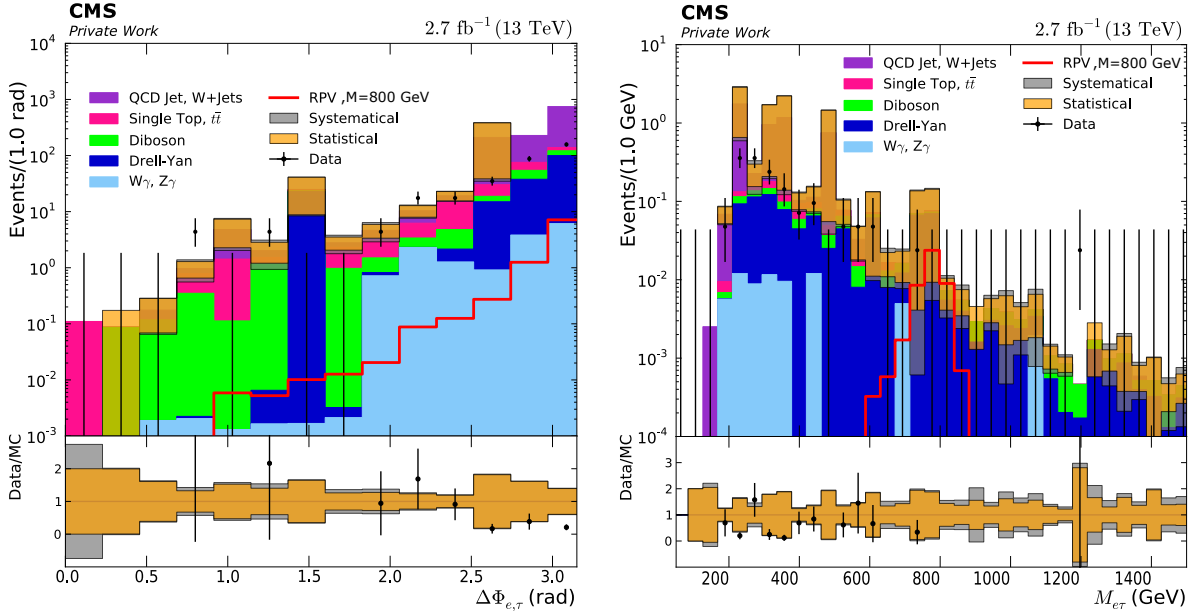 CMS
Private Work
2.7 fb⁻¹ (13 TeV)
Events/(1.0 rad)
10⁴
10³
10²
10¹
10⁰
10⁻¹
10⁻²
10⁻³
QCD Jet, W+Jets
Single Top, tt̄
Diboson
Drell-Yan
Wγ, Zγ
RPV ,M=800 GeV
Systematical
Statistical
Data
Data/MC
2
1
0
0.0 0.5 1.0 1.5 2.0 2.5 3.0
ΔΦe,τ (rad)
CMS
Private Work
2.7 fb⁻¹ (13 TeV)
Events/(1.0 GeV)
10¹
10⁰
10⁻¹
10⁻²
10⁻³
10⁻⁴
QCD Jet, W+Jets
Single Top, tt̄
Diboson
Drell-Yan
Wγ, Zγ
RPV ,M=800 GeV
Systematical
Statistical
Data
Data/MC
3
2
1
0
200 400 600 800 1000 1200 1400
Meτ (GeV)